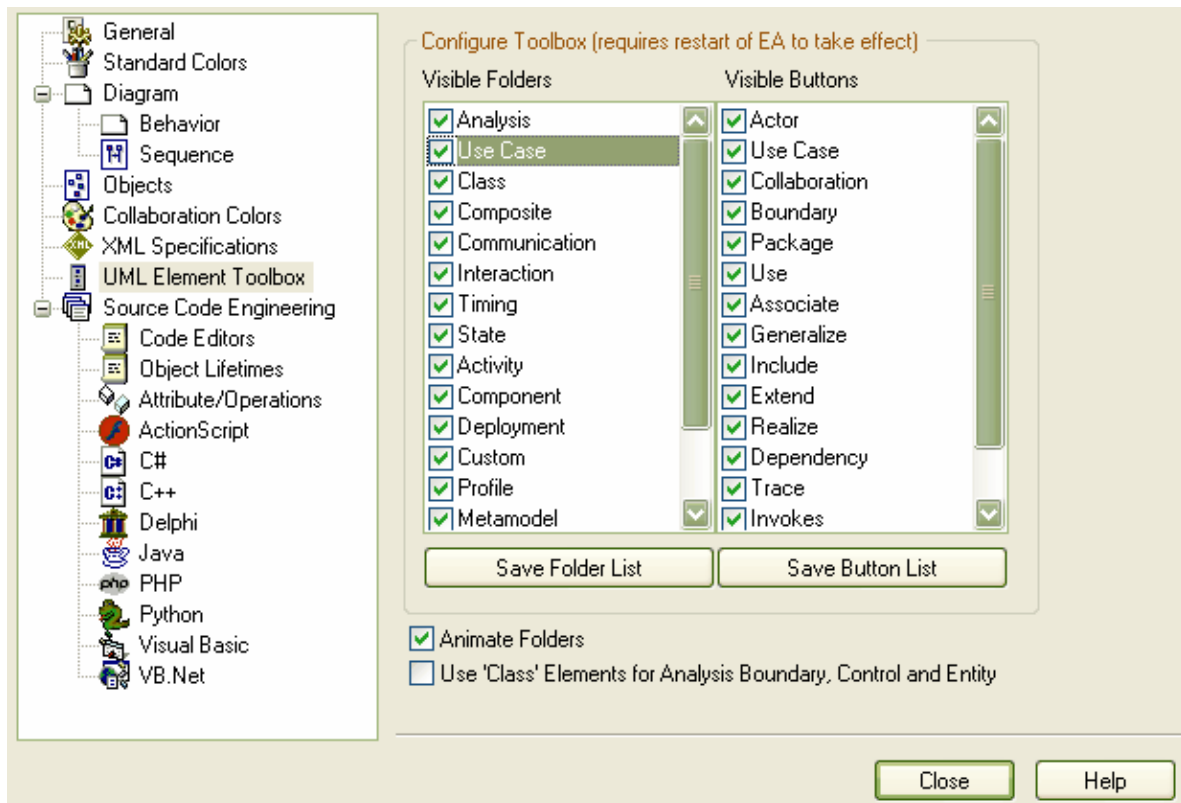 General
Standard Colors
Diagram
Behavior
Sequence
Objects
Collaboration Colors
XML Specifications
UML Element Toolbox
Source Code Engineering
Code Editors
Object Lifetimes
Attribute/Operations
ActionScript
C#
C++
Delphi
Java
PHP
Python
Visual Basic
VB.Net
Configure Toolbox (requires restart of EA to take effect)
Visible Folders
Analysis
Use Case
Class
Composite
Communication
Interaction
Timing
State
Activity
Component
Deployment
Custom
Profile
Metamodel
Save Folder List
Visible Buttons
Actor
Use Case
Collaboration
Boundary
Package
Use
Associate
Generalize
Include
Extend
Realize
Dependency
Trace
Invokes
Save Button List
Animate Folders
Use 'Class' Elements for Analysis Boundary, Control and Entity
Close
Help